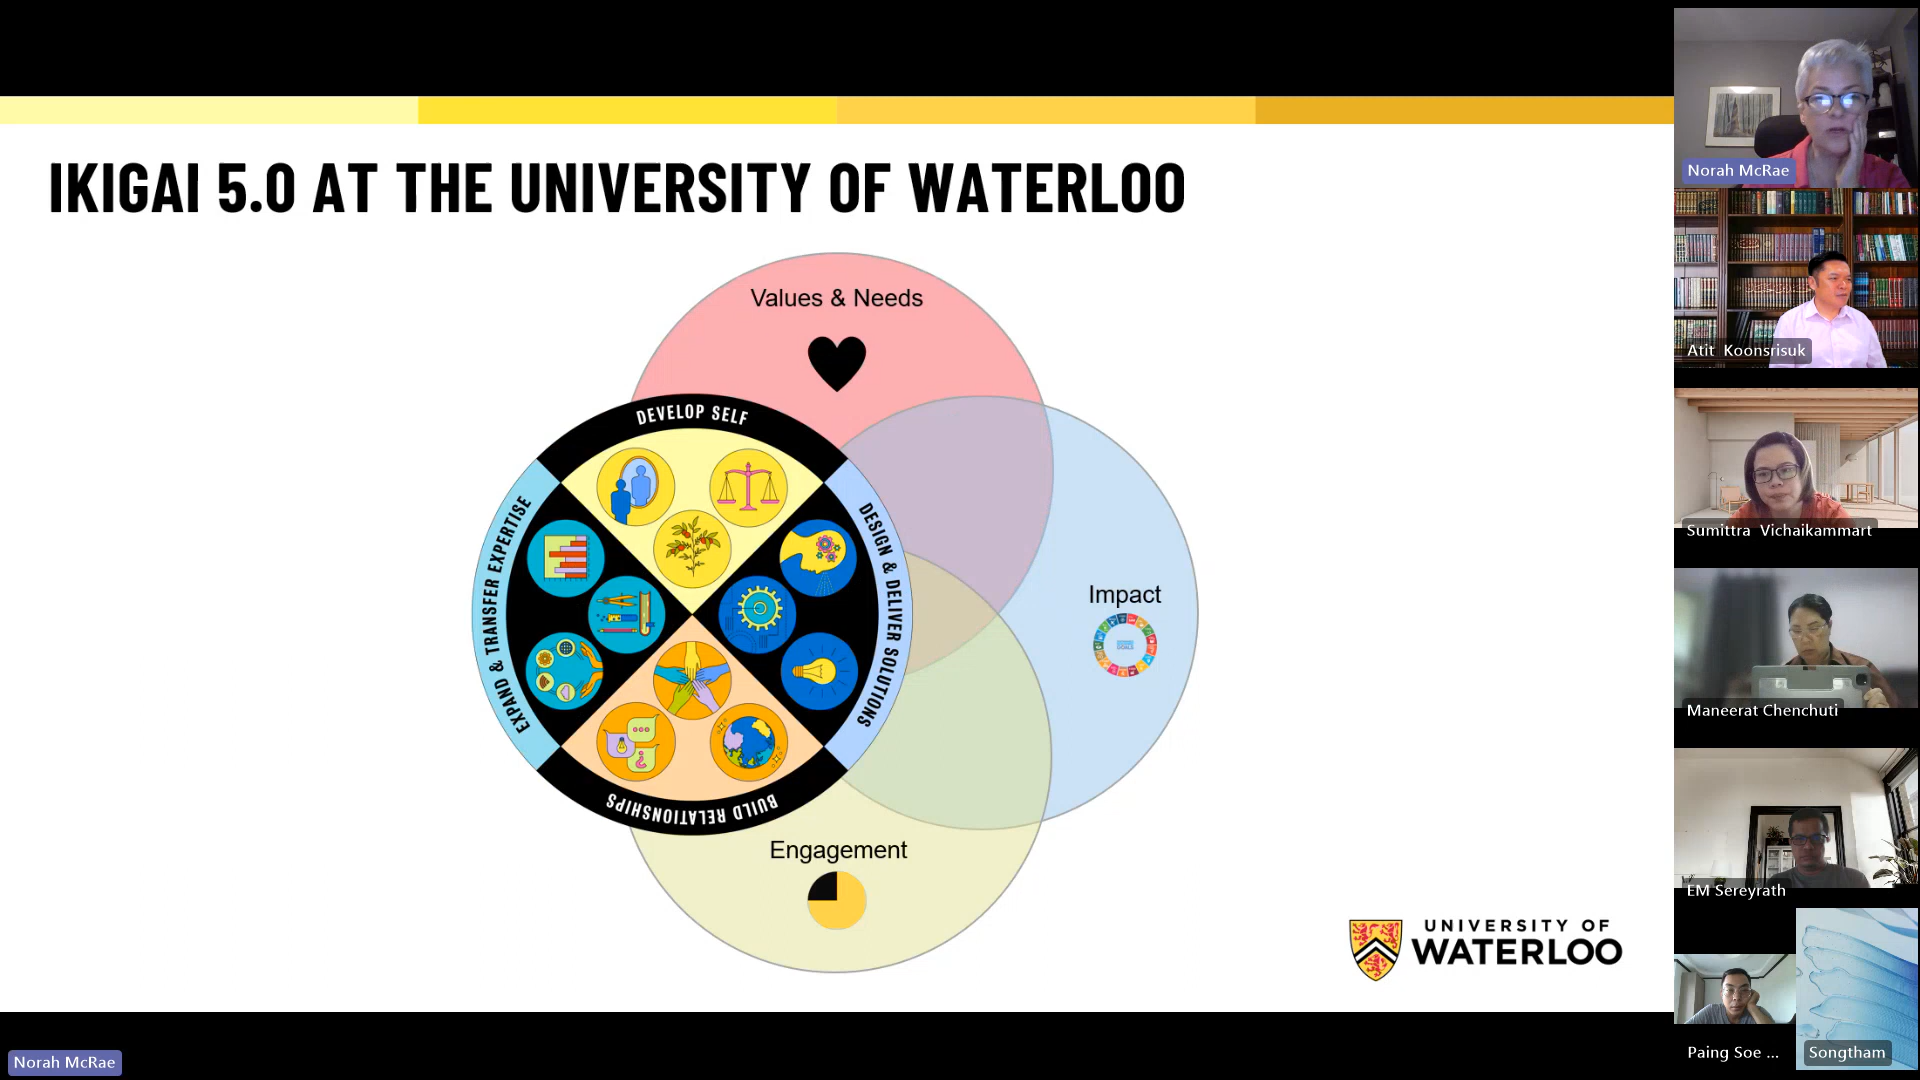 IKIGAI 5.0 AT THE UNIVERSITY OF WATERLOO
Values & Needs
DEVELOP SELF
EXPAND & TRANSFER EXPERTISE
DESIGN & DELIVER SOLUTIONS
BUILD RELATIONSHIPS
Impact
Engagement
UNIVERSITY OF
WATERLOO
Norah McRae
Atit Koonsrisuk
Sumittra Vichaikammart
Maneerat Chenchuti
EM Sereyrath
Paing Soe ...
Songtham
Norah McRae